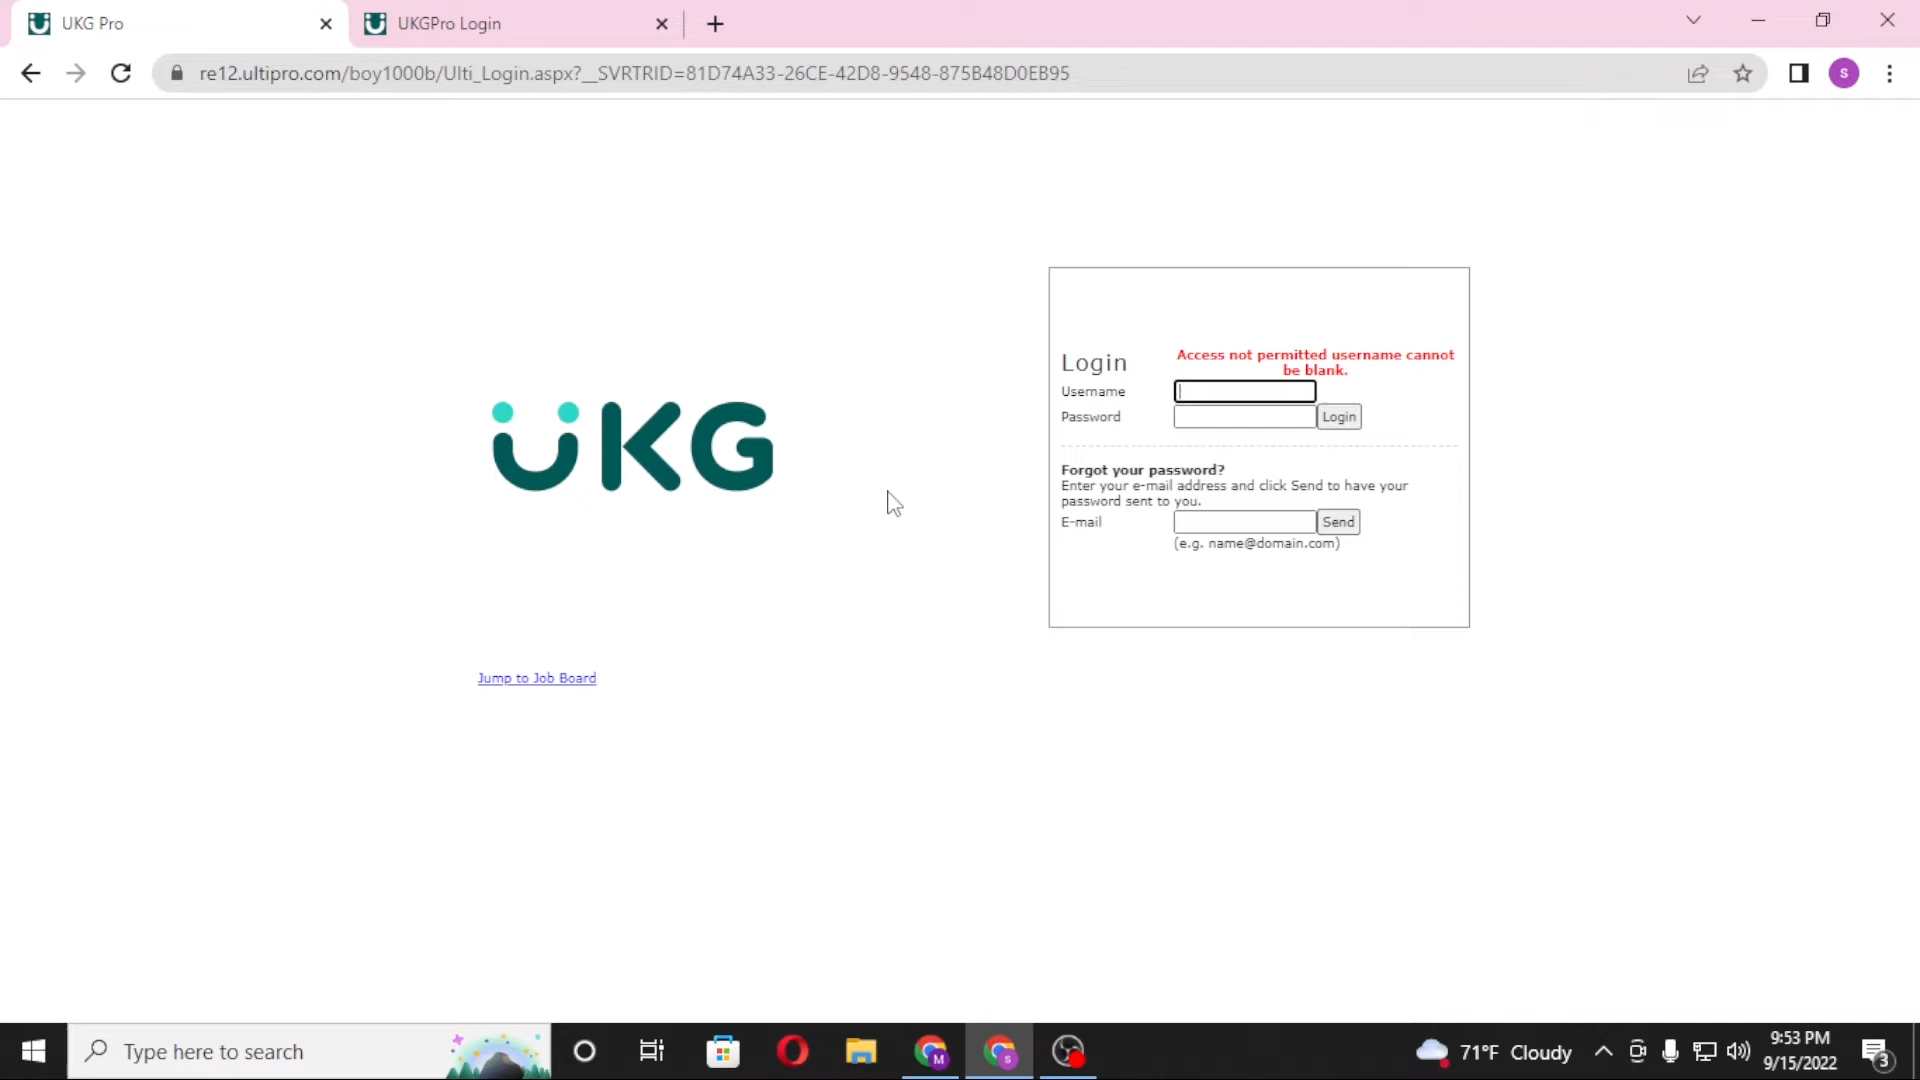 UKG Pro
UKGPro Login
S
re12.ultipro.com/boy1000b/Ulti_Login.aspx?__SVRTRID=81D74A33-26CE-42D8-9548-875B48D0EB95
s
Access not permitted username cannot
be blank.
Login
Username
Password
Login
UKG
Forgot your password?
Enter your e-mail address and click Send to have your
password sent to you.
E-mail
Send
(e.g. name@domain.com)
Jump to Job Board
Type here to search
M
s
71°F Cloudy
9:53 PM
9/15/2022
3